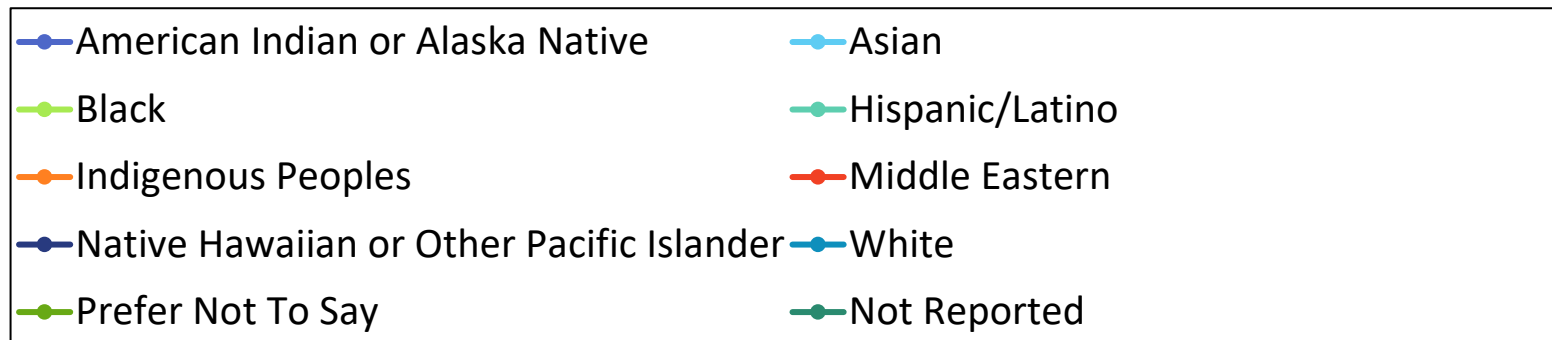 American Indian or Alaska Native
Asian
Black
Hispanic/Latino
Indigenous Peoples
Middle Eastern
Native Hawaiian or Other Pacific Islander
White
Prefer Not To Say
Not Reported